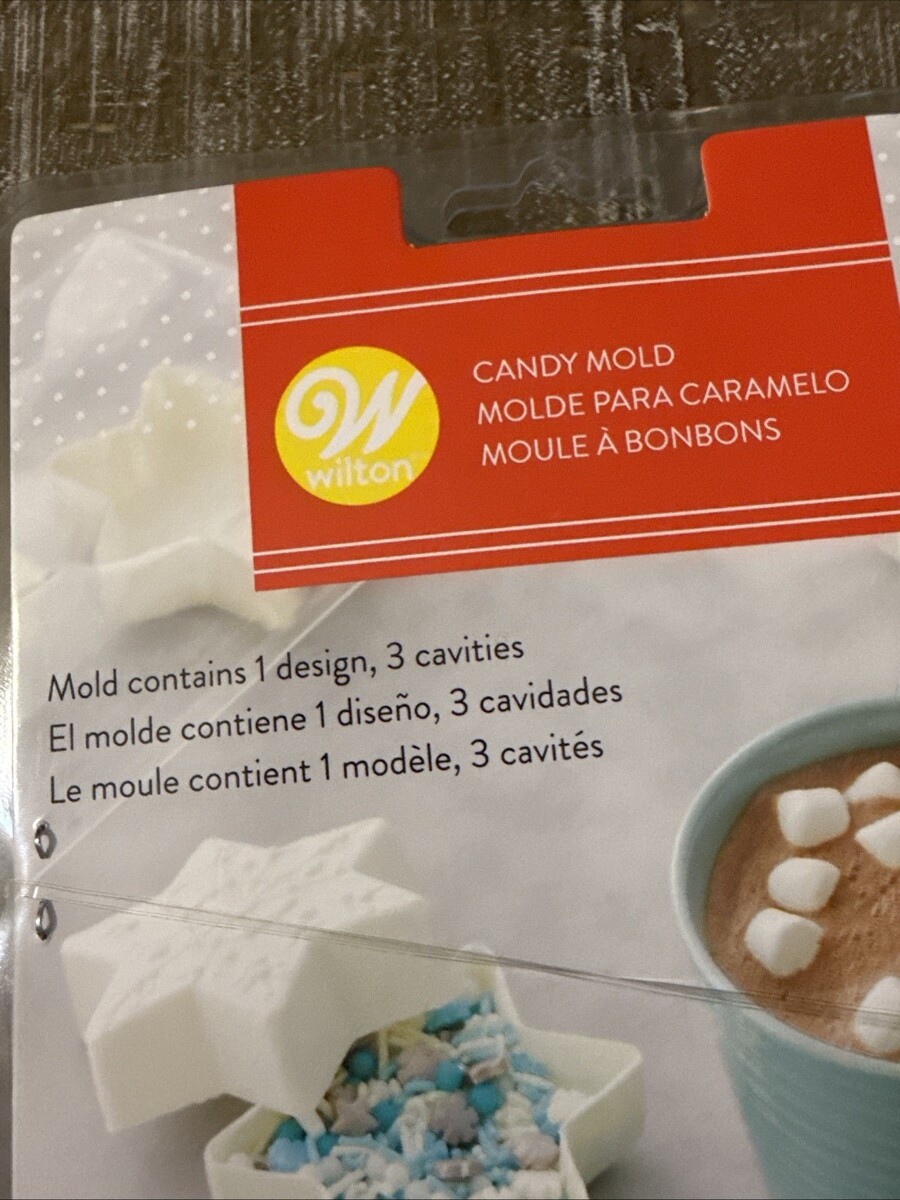 CANDY MOLD
MOLDE PARA CARAMELO
MOULE À BONBONS
W
wilton
Mold contains 1 design, 3 cavities
El molde contiene 1 diseño, 3 cavidades
Le moule contient 1 modèle, 3 cavités